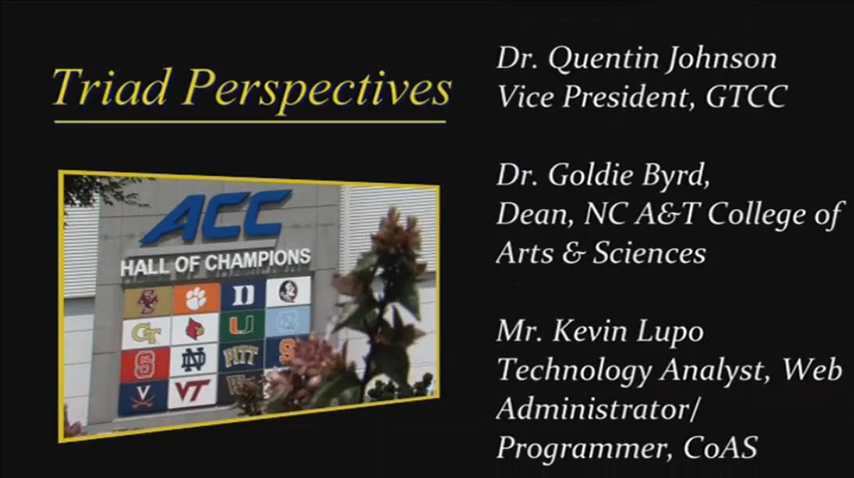 Triad Perspectives
ACC
HALL OF CHAMPIONS
GT
D
U
NC
S
ND
PITT
S
V
VT
Dr. Quentin Johnson
Vice President, GTCC
Dr. Goldie Byrd,
Dean, NC A&T College of
Arts & Sciences
Mr. Kevin Lupo
Technology Analyst, Web
Administrator/
Programmer, CoAS